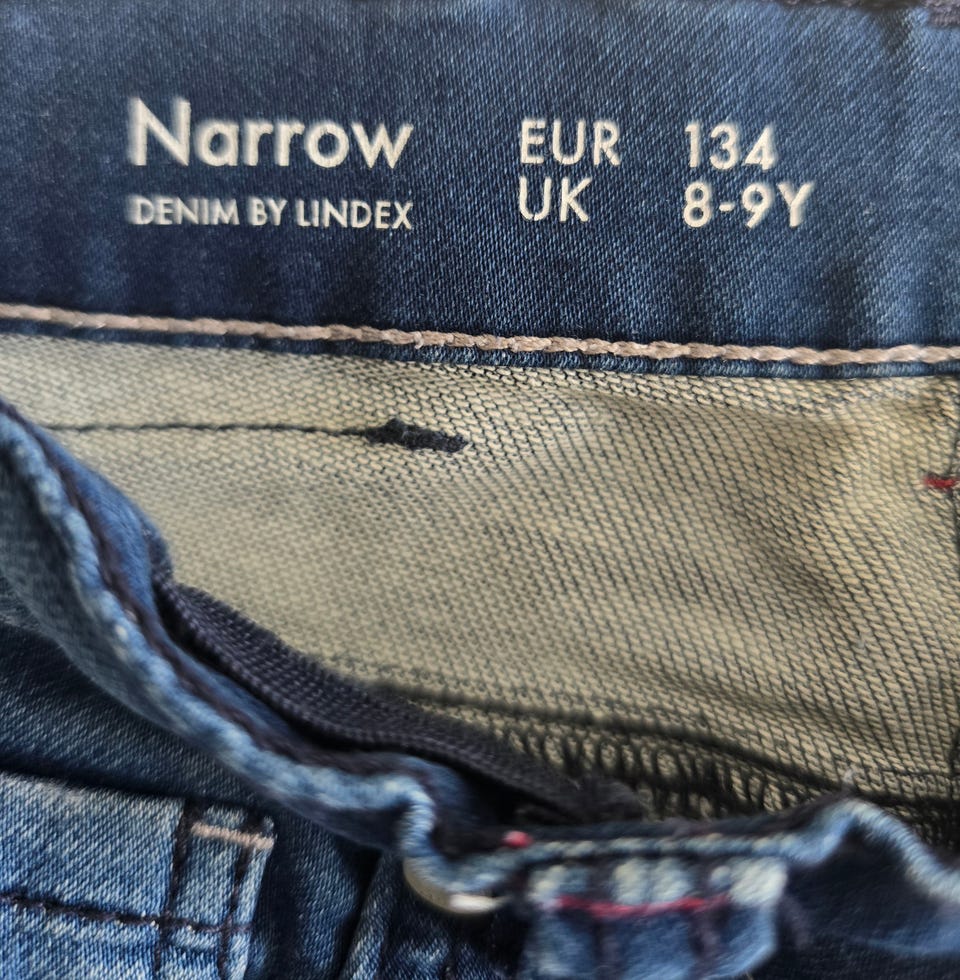 Narrow
DENIM BY LINDEX
EUR 134
UK 8-9Y